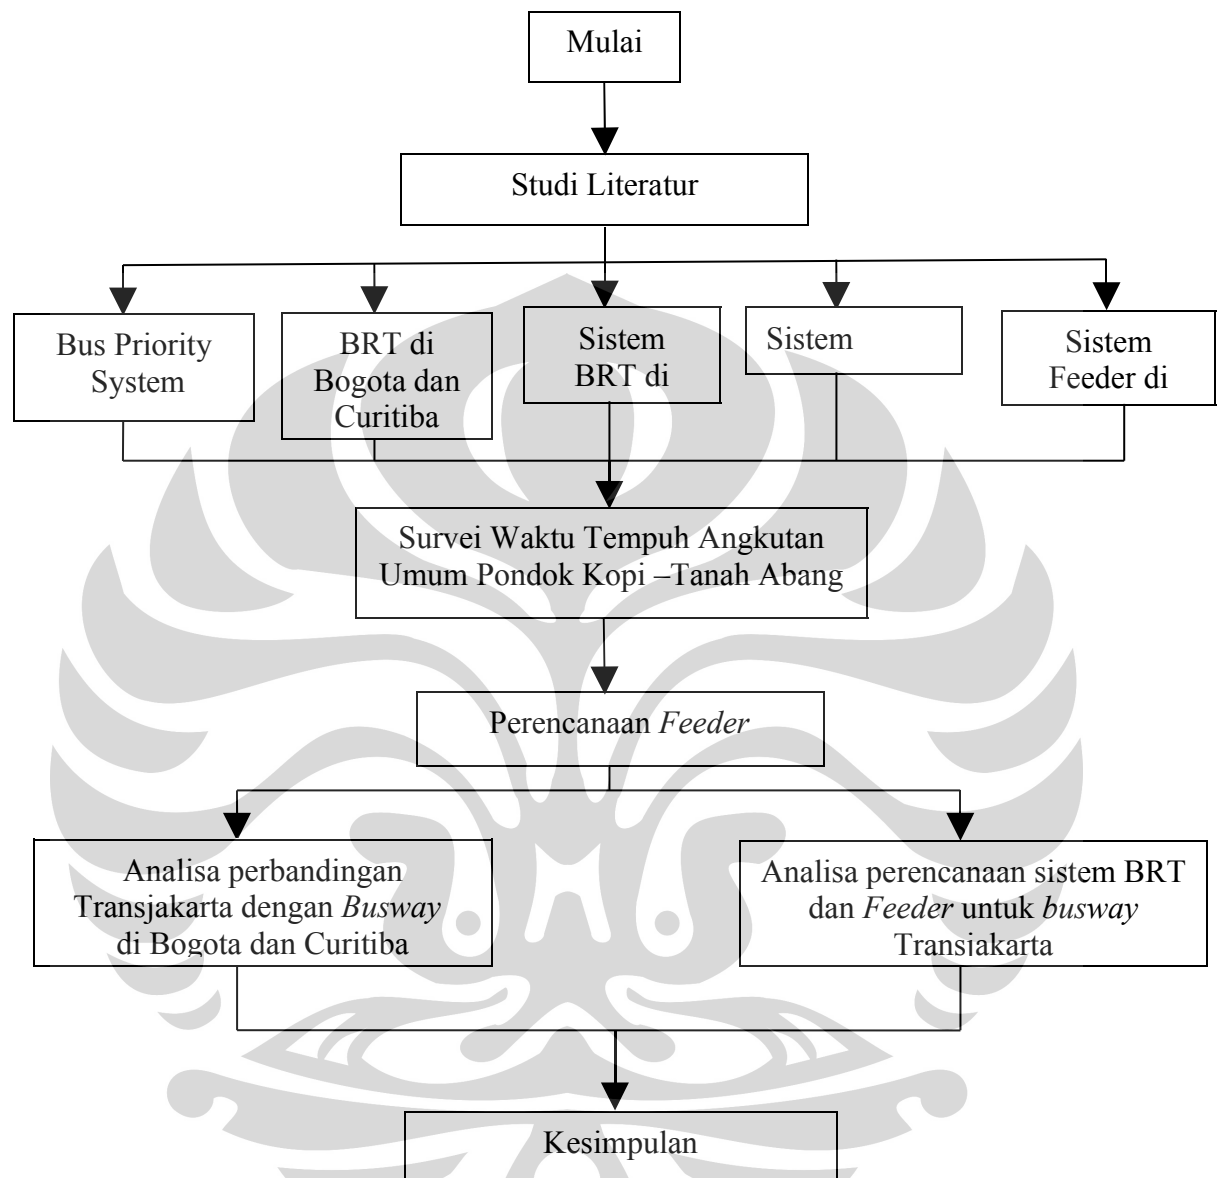 Mulai
Studi Literatur
Bus Priority
System
BRT di
Bogota dan
Curitiba
Sistem
BRT di
Sistem
Sistem
Feeder di
Survei Waktu Tempuh Angkutan
Umum Pondok Kopi –Tanah Abang
Perencanaan Feeder
Analisa perbandingan
Transjakarta dengan Busway
di Bogota dan Curitiba
Analisa perencanaan sistem BRT
dan Feeder untuk busway
Transjakarta
Kesimpulan